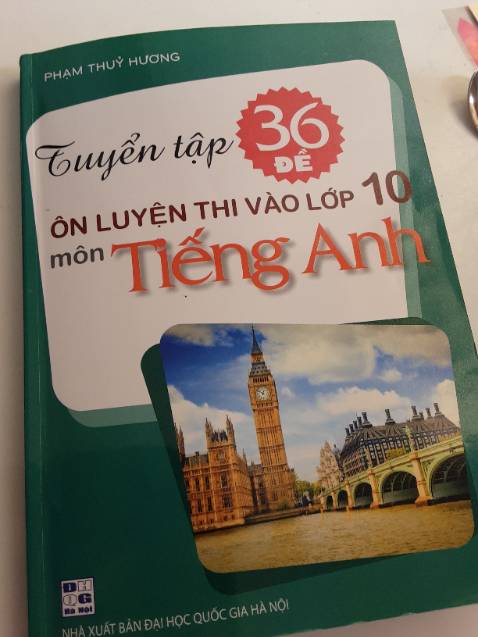 PHẠM THUỲ HƯƠNG
Tuyển tập 36 ĐỀ
ÔN LUYỆN THI VÀO LỚP 10
môn Tiếng Anh
ĐHQG
Hà Nội
NHÀ XUẤT BẢN ĐẠI HỌC QUỐC GIA HÀ NỘI